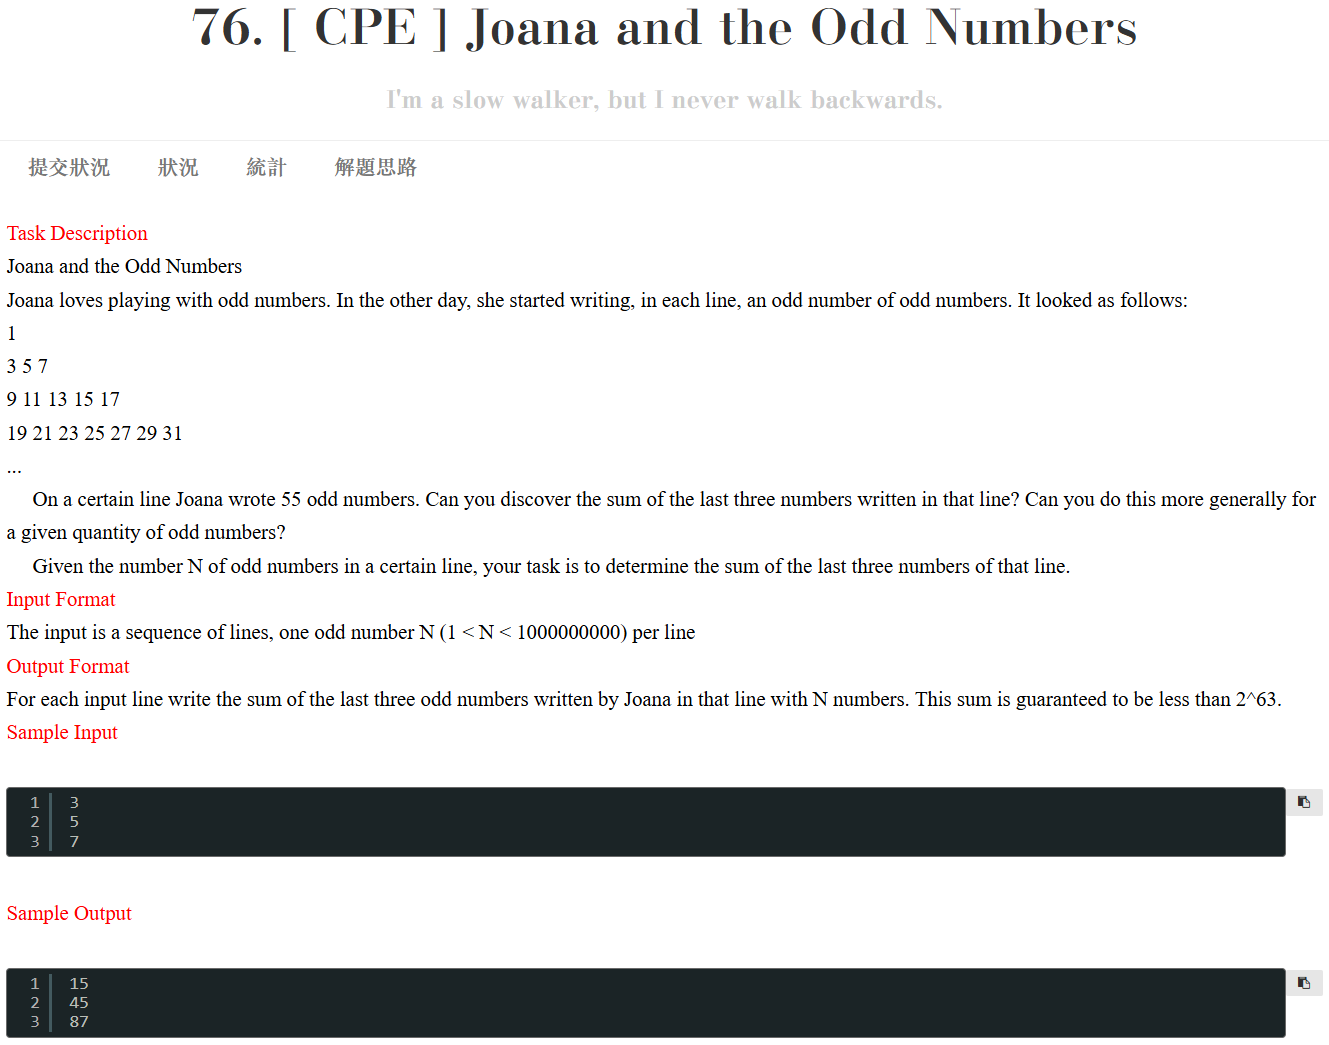 76. [ CPE ] Joana and the Odd Numbers
I'm a slow walker, but I never walk backwards.
提交狀況 狀況 統計 解題思路
Task Description
Joana and the Odd Numbers
Joana loves playing with odd numbers. In the other day, she started writing, in each line, an odd number of odd numbers. It looked as follows:
1
3 5 7
9 11 13 15 17
19 21 23 25 27 29 31
...
On a certain line Joana wrote 55 odd numbers. Can you discover the sum of the last three numbers written in that line? Can you do this more generally for
a given quantity of odd numbers?
Given the number N of odd numbers in a certain line, your task is to determine the sum of the last three numbers of that line.
Input Format
The input is a sequence of lines, one odd number N (1 < N < 1000000000) per line
Output Format
For each input line write the sum of the last three odd numbers written by Joana in that line with N numbers. This sum is guaranteed to be less than 2^63.
Sample Input
1 3
2 5
3 7
Sample Output
1 15
2 45
3 87